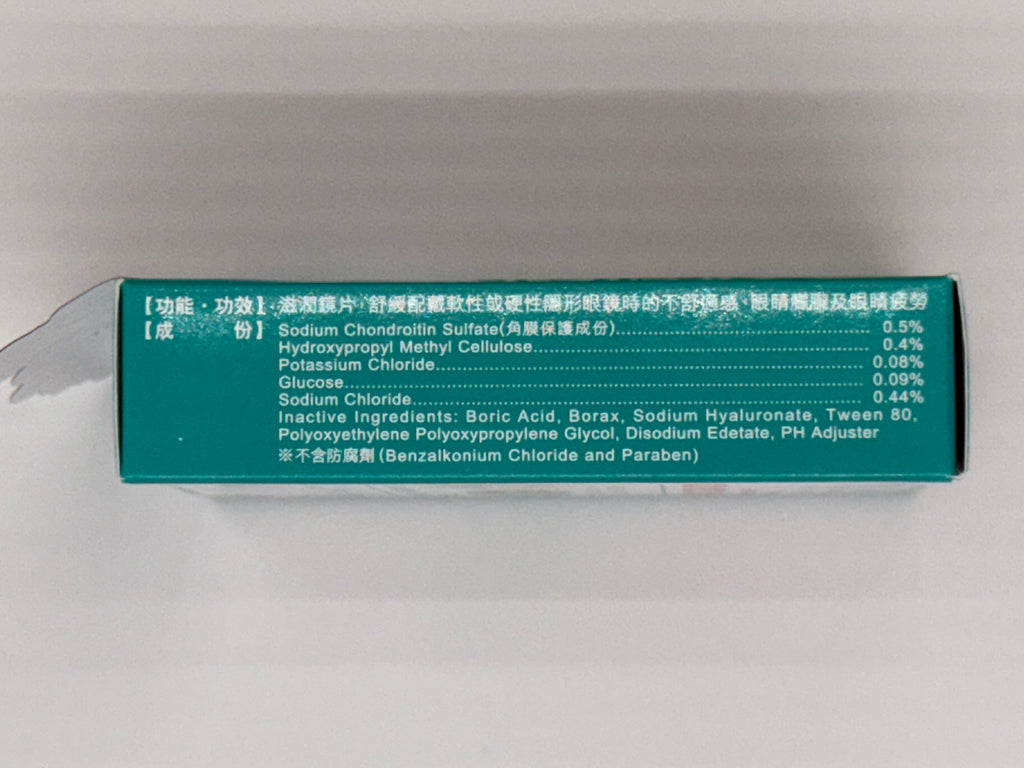 【功能・功效】滋潤鏡片,舒緩配戴軟性或硬性隱形眼鏡時的不舒適感、眼睛模糊及眼睛疲勞
【成 份】Sodium Chondroitin Sulfate(角膜保護成份)........................................ 0.5%
Hydroxypropyl Methyl Cellulose........................................ 0.4%
Potassium Chloride........................................ 0.08%
Glucose........................................ 0.09%
Sodium Chloride........................................ 0.44%
Inactive Ingredients: Boric Acid, Borax, Sodium Hyaluronate, Tween 80,
Polyoxyethylene Polyoxypropylene Glycol, Disodium Edetate, PH Adjuster
※不含防腐劑(Benzalkonium Chloride and Paraben)